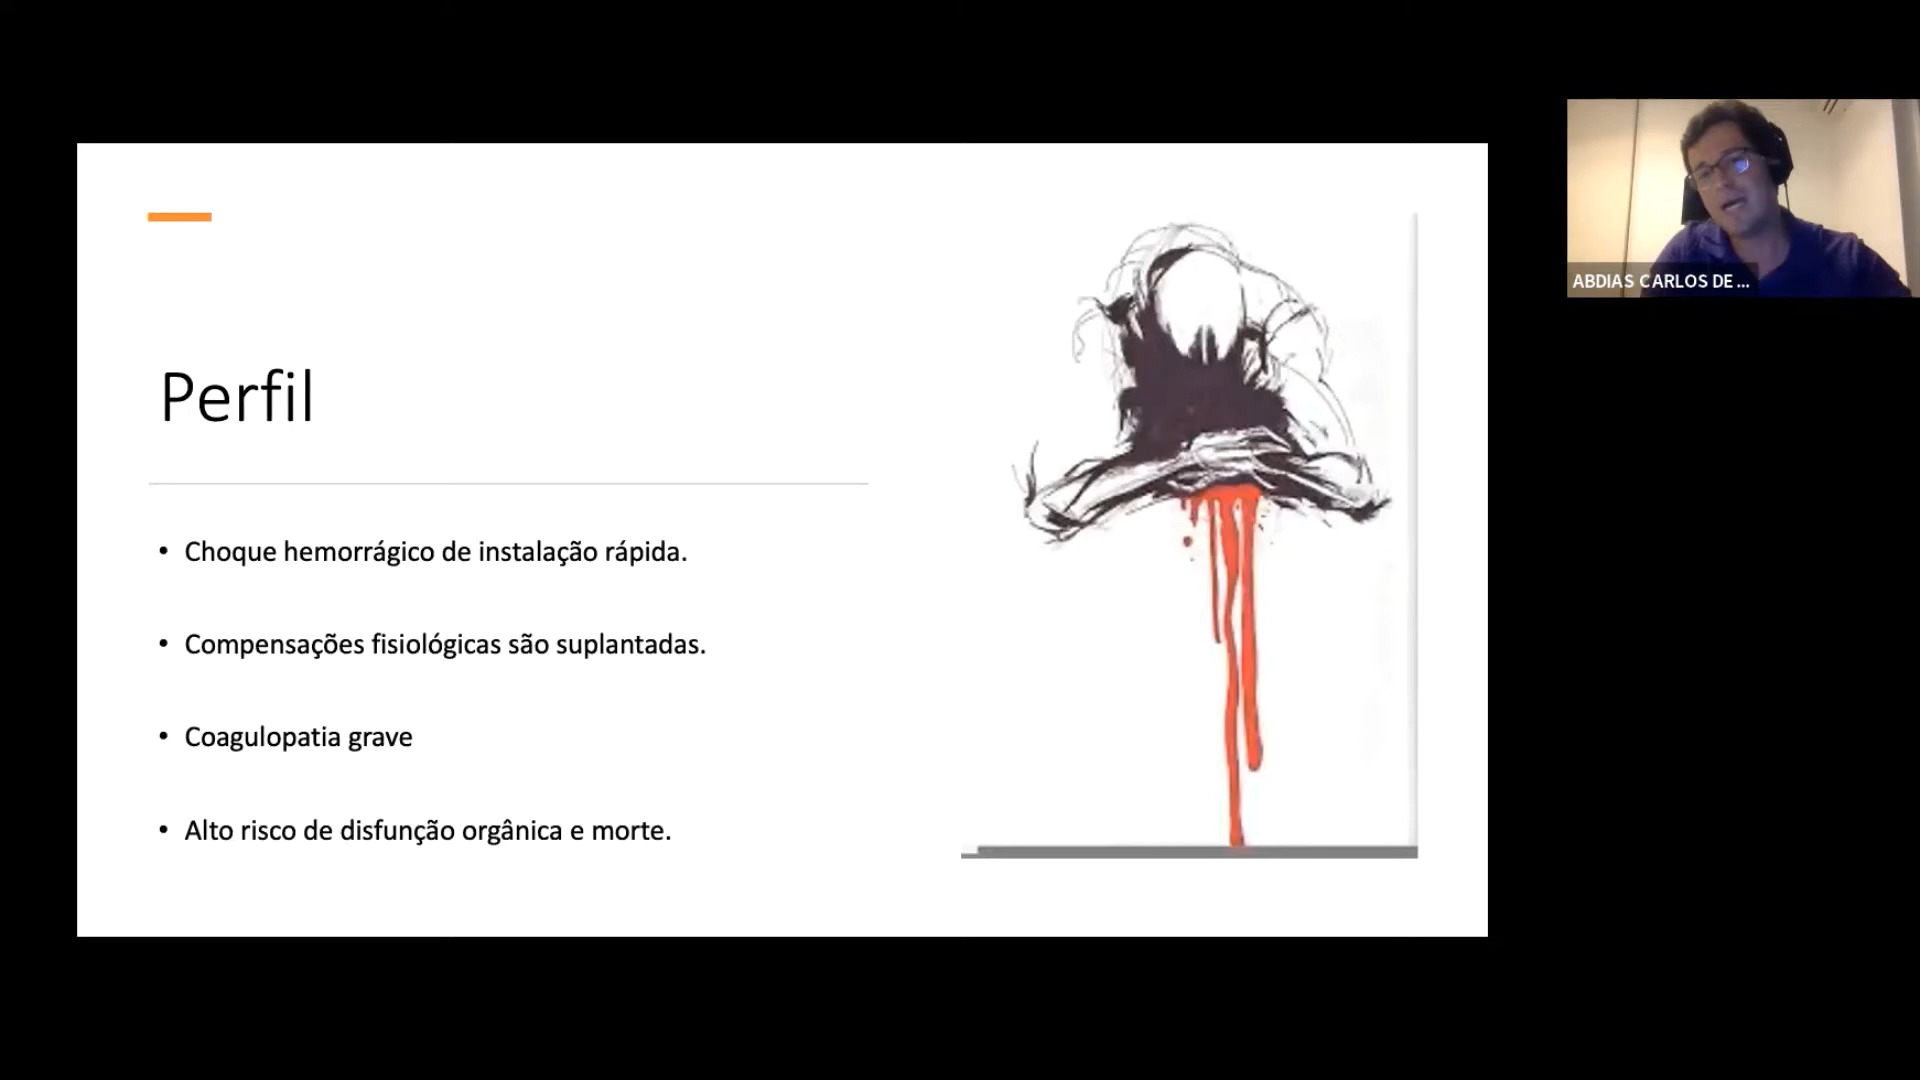 Perfil
• Choque hemorrágico de instalação rápida.
• Compensações fisiológicas são suplantadas.
• Coagulopatia grave
• Alto risco de disfunção orgânica e morte.
ABDIAS CARLOS DE ...